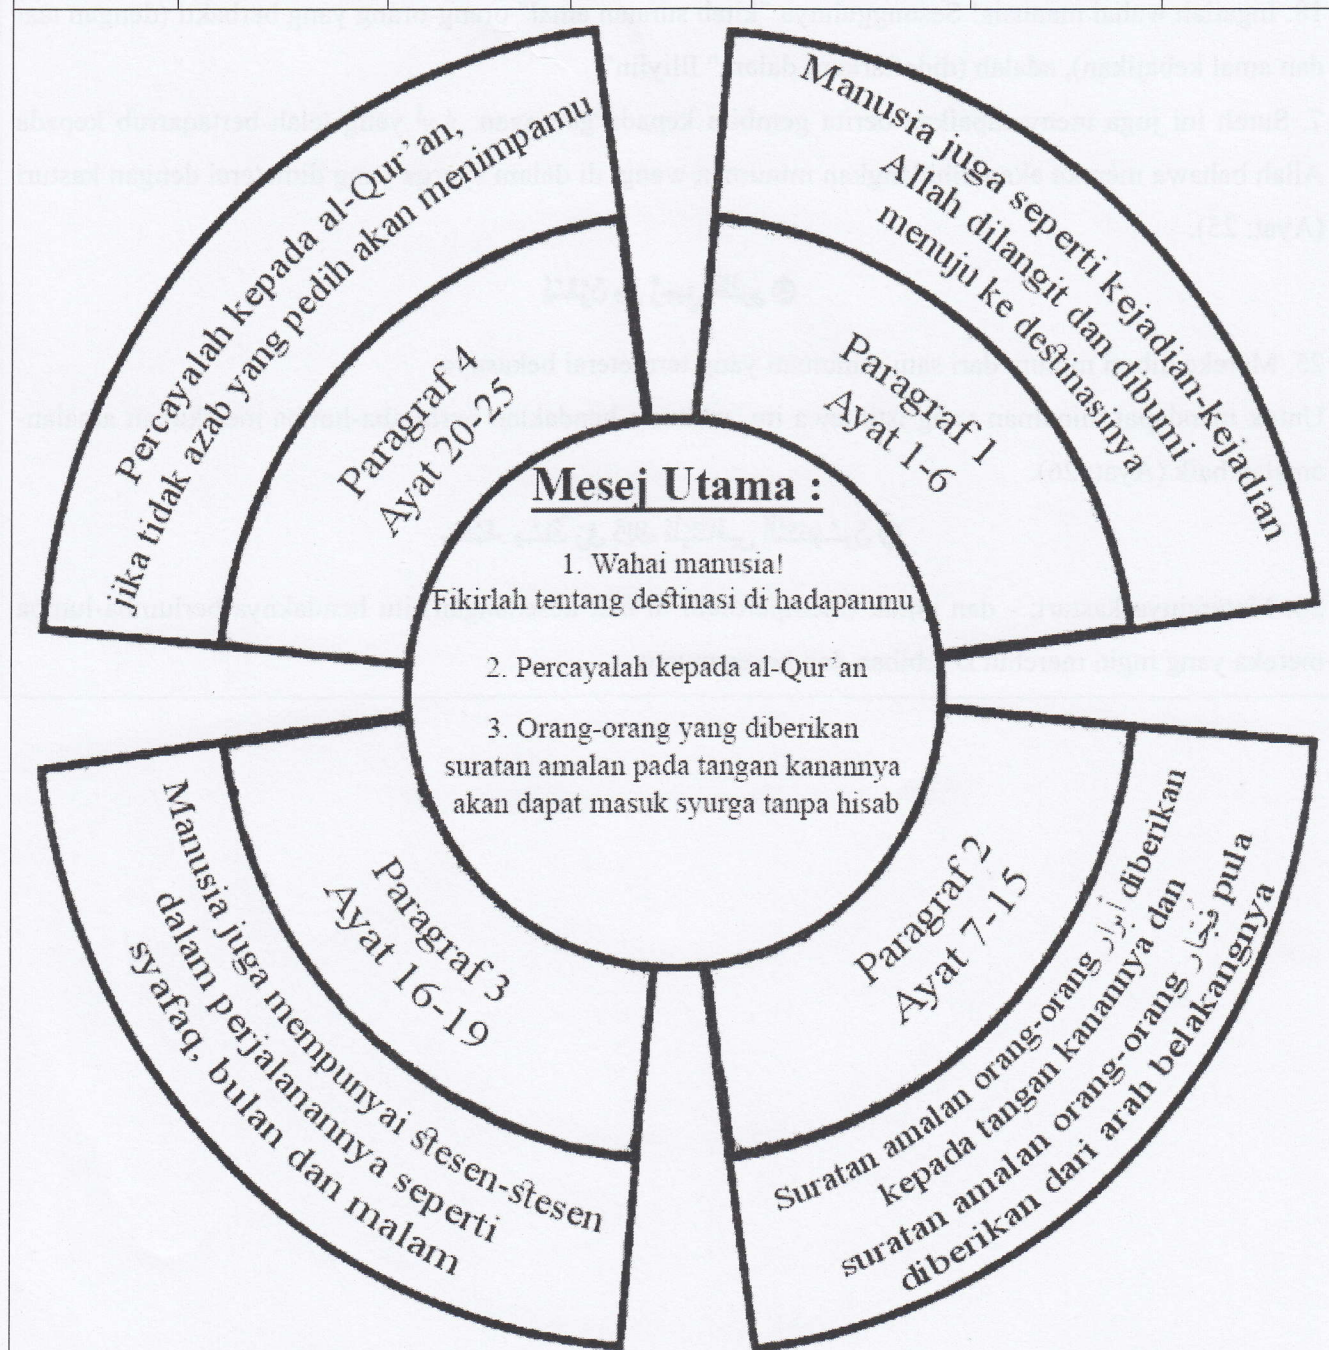 Mesej Utama :
1. Wahai manusia!
Fikirlah tentang destinasi di hadapanmu
2. Percayalah kepada al-Qur’an
3. Orang-orang yang diberikan
suratan amalan pada tangan kanannya
akan dapat masuk syurga tanpa hisab
Manusia juga seperti kejadian-kejadian
Allah dilangit dan dibumi
menuju ke destinasinya
Paragraf 1
Ayat 1-6
Paragraf 2
Ayat 7-15
Suratan amalan orang-orang أبرار diberikan
kepada tangan kanannya dan
suratan amalan orang-orang فُجّار pula
diberikan dari arah belakangnya
Paragraf 3
Ayat 16-19
Manusia juga mempunyai stesen-stesen
dalam perjalanannya seperti
syafaq, bulan dan malam
Percayalah kepada al-Qur’an,
jika tidak azab yang pedih akan menimpamu
Paragraf 4
Ayat 20-25